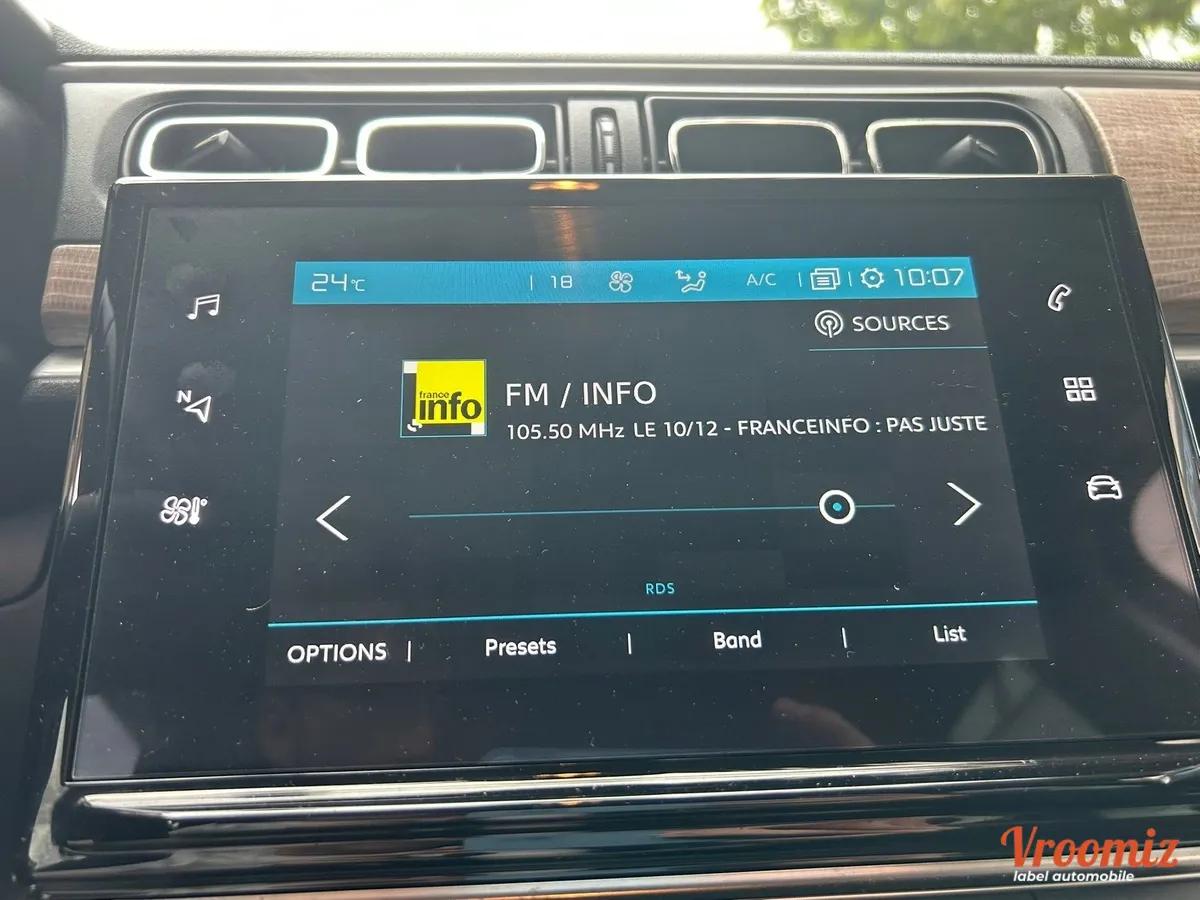 24°C | 18 A/C | | 10:07
SOURCES
france
info
FM / INFO
105.50 MHz LE 10/12 - FRANCEINFO : PAS JUSTE
N
RDS
OPTIONS | Presets | Band | List
Vroomiz
label automobile